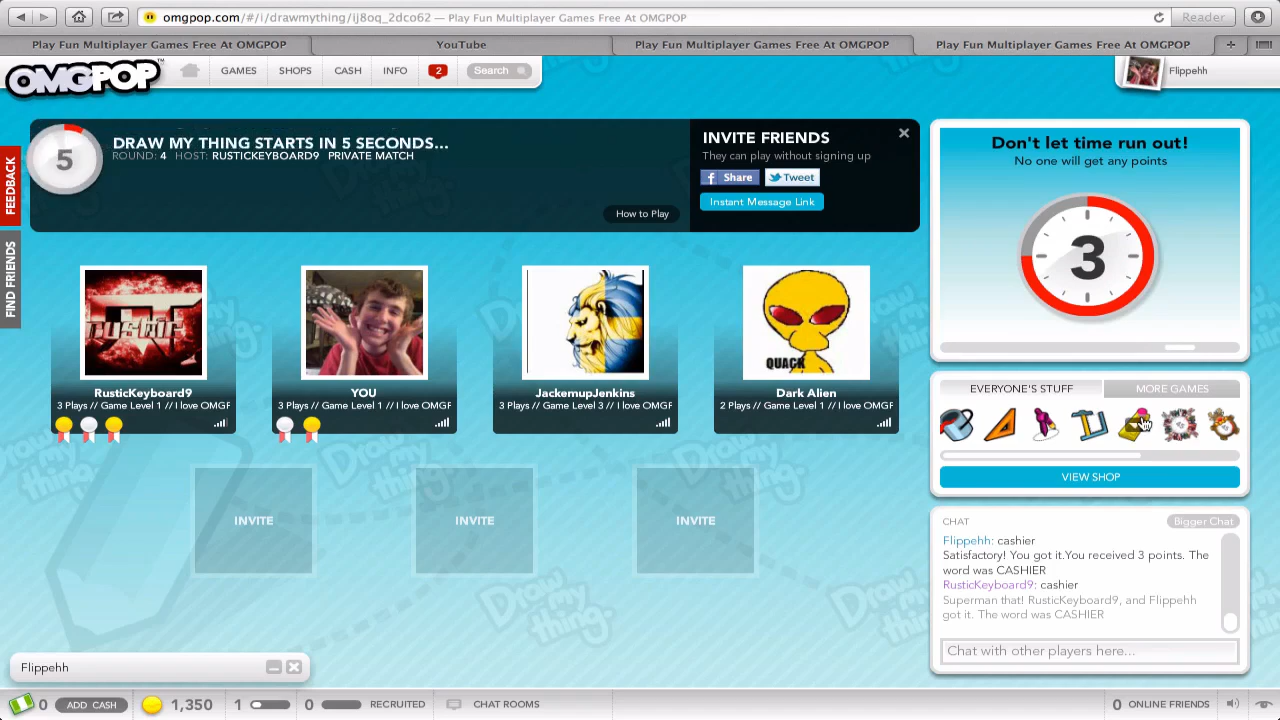 omgpop.com/#/i/drawmything/ij8oq_2dco62 — Play Fun Multiplayer Games Free At OMGPOP
Reader
Play Fun Multiplayer Games Free At OMGPOP
YouTube
Play Fun Multiplayer Games Free At OMGPOP
Play Fun Multiplayer Games Free At OMGPOP
OMGPOP™
GAMES
SHOPS
CASH
INFO
2
Search
Flippehh
FEEDBACK
FIND FRIENDS
5
DRAW MY THING STARTS IN 5 SECONDS...
ROUND: 4 HOST: RUSTICKEYBOARD9 PRIVATE MATCH
How to Play
INVITE FRIENDS
They can play without signing up
Share
Tweet
Instant Message Link
Don't let time run out!
No one will get any points
3
RusticKeyboard9
3 Plays // Game Level 1 // I love OMGF
YOU
3 Plays // Game Level 1 // I love OMGF
JackemupJenkins
3 Plays // Game Level 3 // I love OMGF
QUACK
Dark Alien
2 Plays // Game Level 1 // I love OMGF
INVITE
INVITE
INVITE
EVERYONE'S STUFF
MORE GAMES
VIEW SHOP
CHAT
Bigger Chat
Flippehh: cashier
Satisfactory! You got it.You received 3 points. The
word was CASHIER
RusticKeyboard9: cashier
Superman that! RusticKeyboard9, and Flippehh
got it. The word was CASHIER
Chat with other players here...
Flippehh
0
ADD CASH
1,350
1
0
RECRUITED
CHAT ROOMS
0 ONLINE FRIENDS